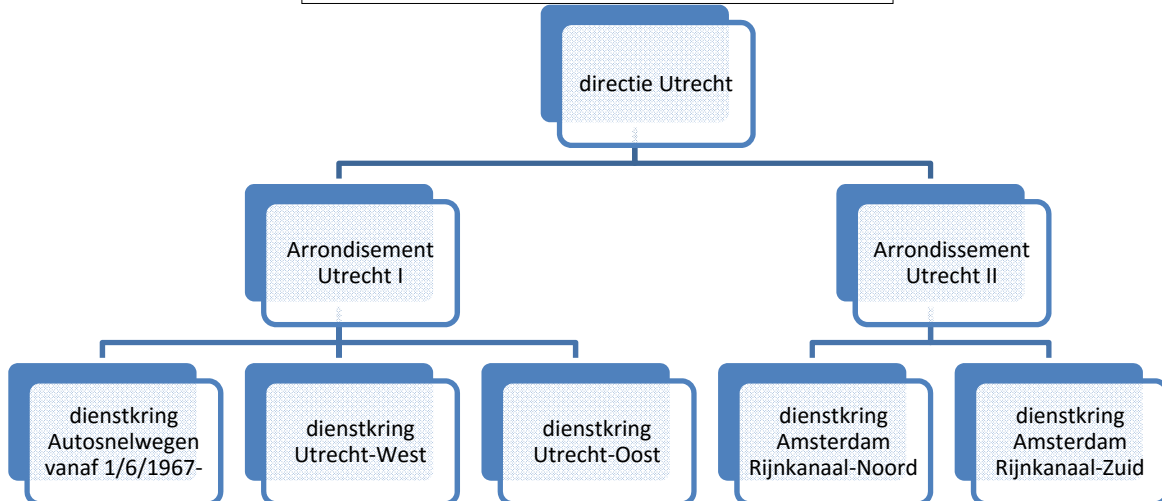 directie Utrecht
Arrondisement
Utrecht I
Arrondissement
Utrecht II
dienstkring
Autosnelwegen
vanaf 1/6/1967-
dienstkring
Utrecht-West
dienstkring
Utrecht-Oost
dienstkring
Amsterdam
Rijnkanaal-Noord
dienstkring
Amsterdam
Rijnkanaal-Zuid